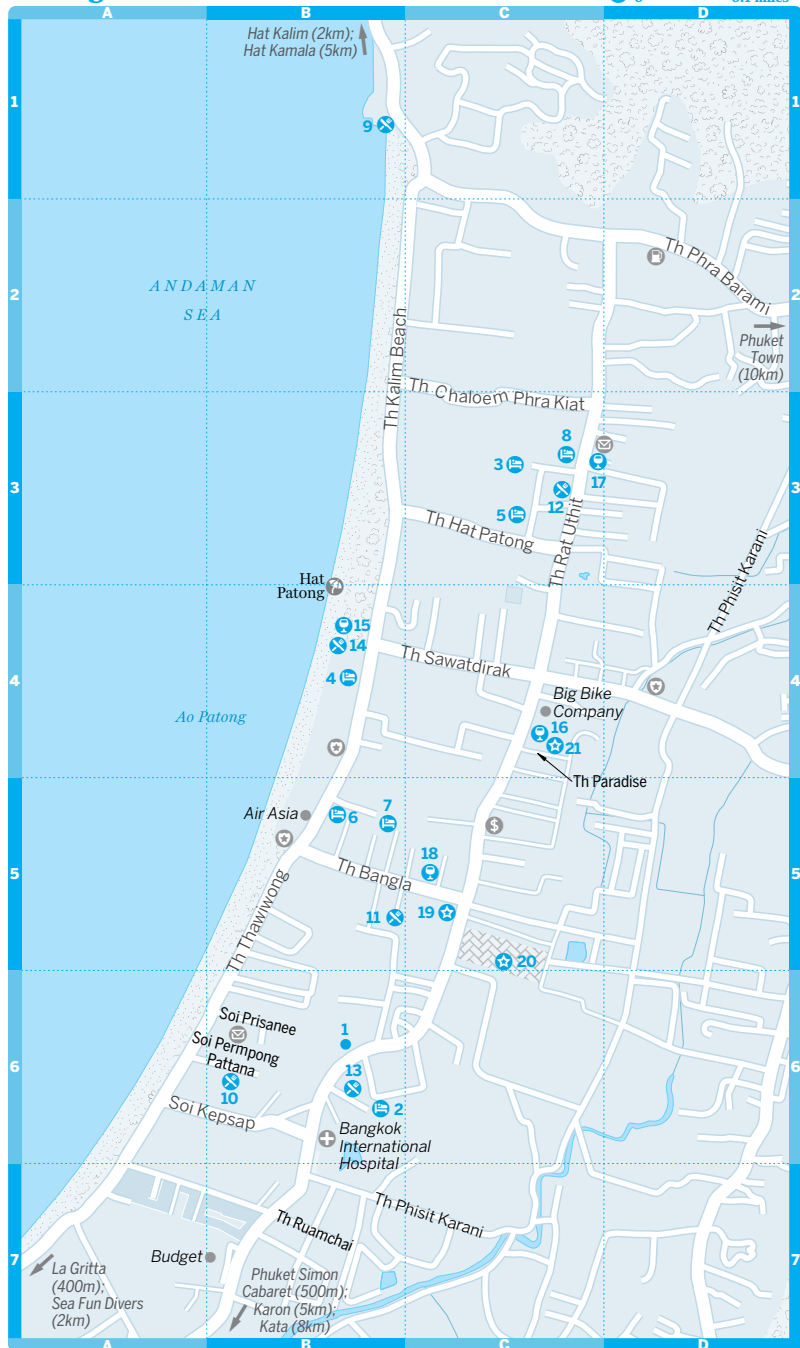 A
B
C
D
Hat Kalim (2km);
Hat Kamala (5km)
1
1
9
Th Phra Barami
ANDAMAN
SEA
2
2
Phuket
Town
(10km)
Th Kalim Beach
Th Chaloem Phra Kiat
8
3
17
3
3
12
5
Th Hat Patong
Th Rat Uthit
Th Phisit Karani
Hat
Patong
15
14
Th Sawatdirak
4
4
4
Big Bike
Company
Ao Patong
16
21
Th Paradise
Air Asia
6
7
$
18
5
5
Th Bangla
11
19
Th Thawiwong
20
Soi Prisanee
1
Soi Permpong
Pattana
6
6
13
10
2
Soi Kepsap
Bangkok
International
Hospital
Th Phisit Karani
Th Ruamchai
7
7
Budget
La Gritta
(400m);
Sea Fun Divers
(2km)
Phuket Simon
Cabaret (500m);
Karon (5km);
Kata (8km)
A
B
C
D